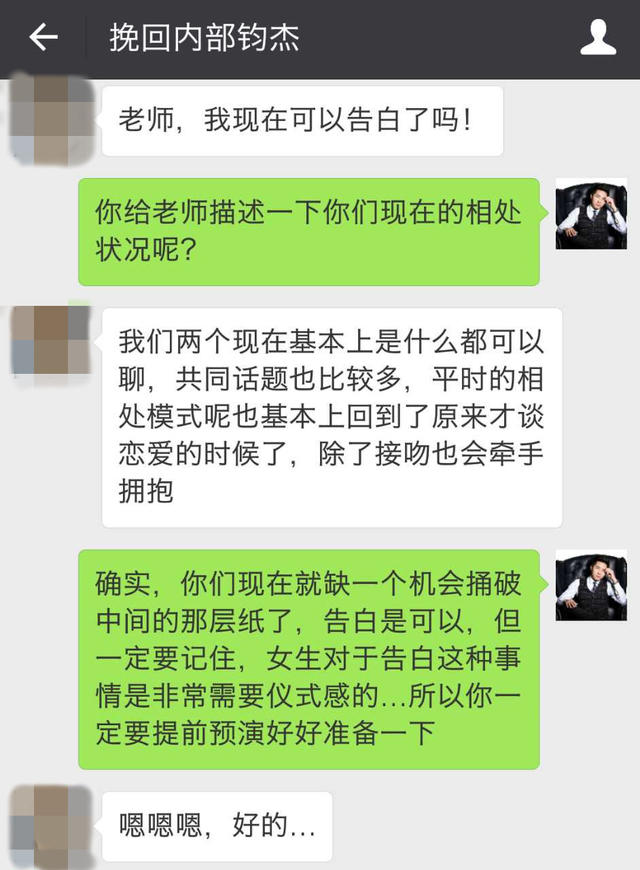 挽回内部钧杰
老师，我现在可以告白了吗！
你给老师描述一下你们现在的相处
状况呢？
我们两个现在基本上是什么都可以
聊，共同话题也比较多，平时的相
处模式呢也基本上回到了原来才谈
恋爱的时候了，除了接吻也会牵手
拥抱
确实，你们现在就缺一个机会捅破
中间的那层纸了，告白是可以，但
一定要记住，女生对于告白这种事
情是非常需要仪式感的...所以你一
定要提前预演好好准备一下
嗯嗯嗯，好的...